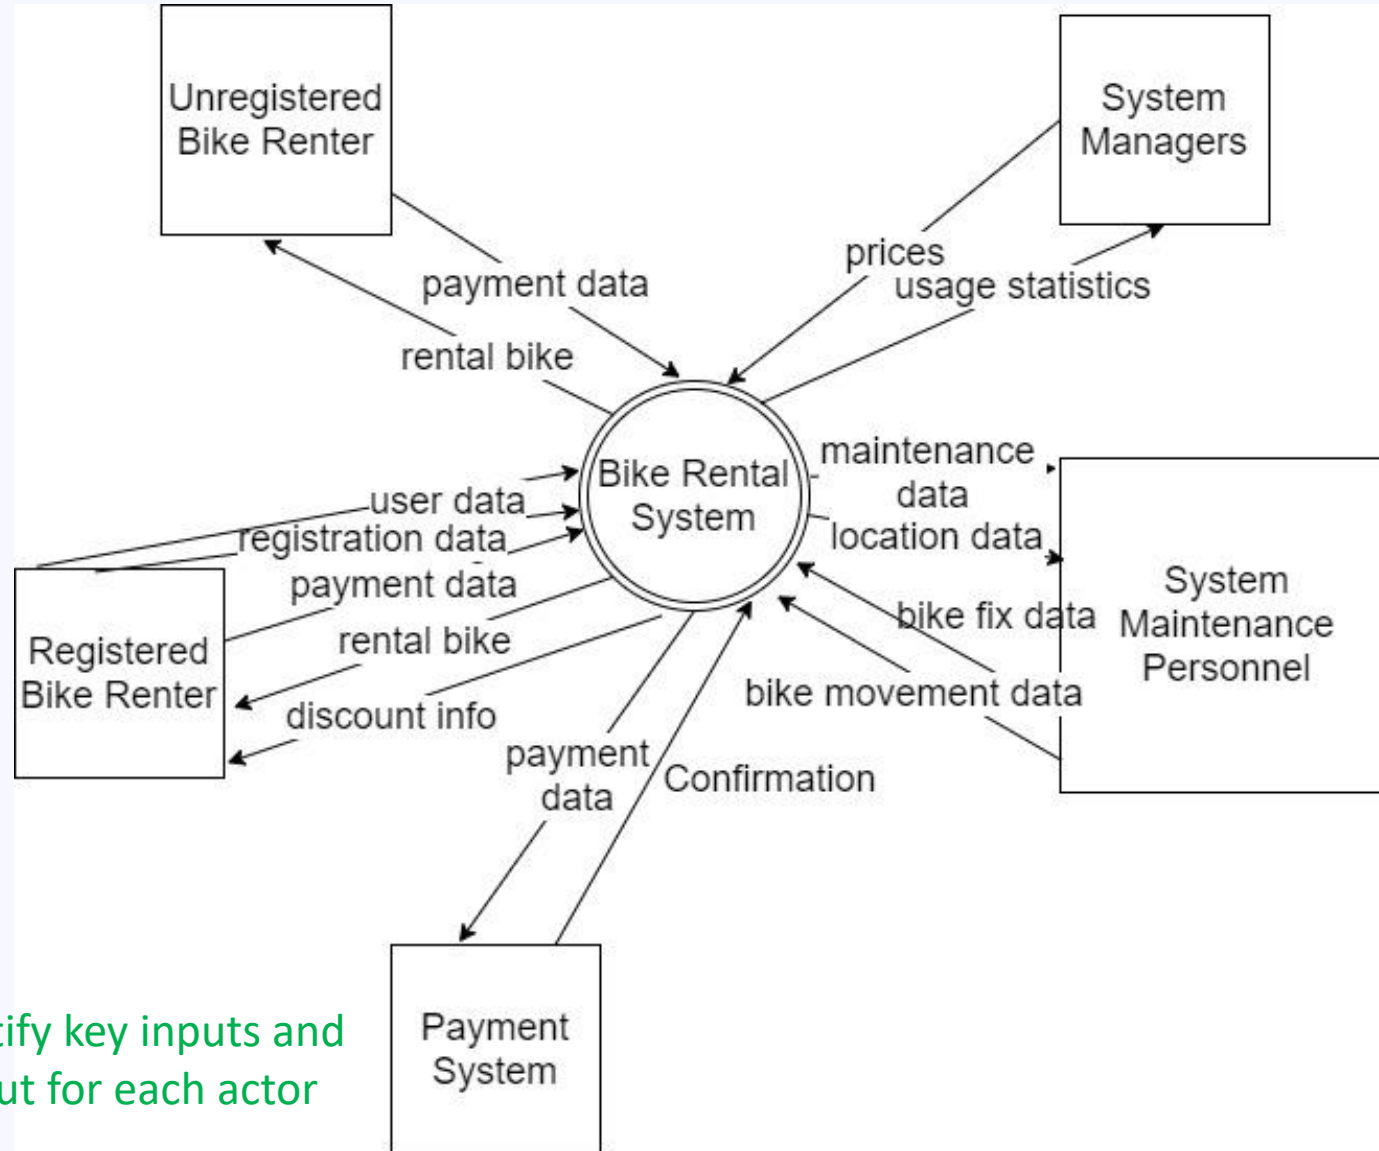 Unregistered
Bike Renter
System
Managers
payment data
prices
usage statistics
rental bike
Bike Rental
System
maintenance
data
location data
user data
registration data
payment data
rental bike
discount info
Registered
Bike Renter
System
Maintenance
Personnel
bike fix data
bike movement data
payment
data
Confirmation
Payment
System
tify key inputs and
ut for each actor